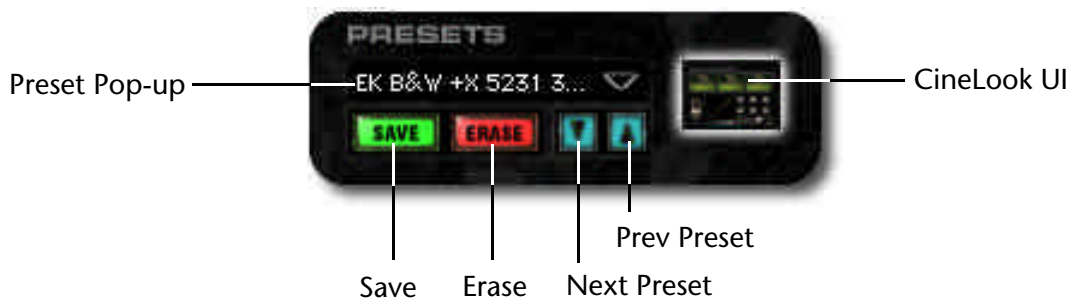 PRESETS
Preset Pop-up
EK B&W +X 5231 3...
CineLook UI
SAVE
ERASE
Prev Preset
Save
Erase
Next Preset